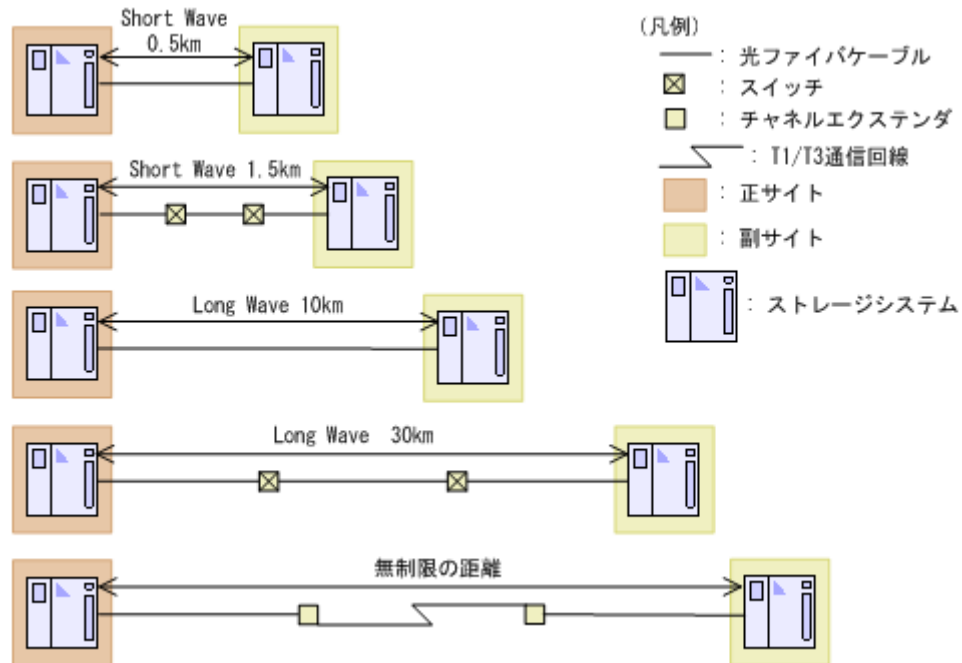 Short Wave
0.5km
Short Wave 1.5km
Long Wave 10km
Long Wave 30km
無制限の距離
(凡例)
: 光ファイバケーブル
: スイッチ
: チャネルエクステンダ
: T1/T3通信回線
: 正サイト
: 副サイト
: ストレージシステム